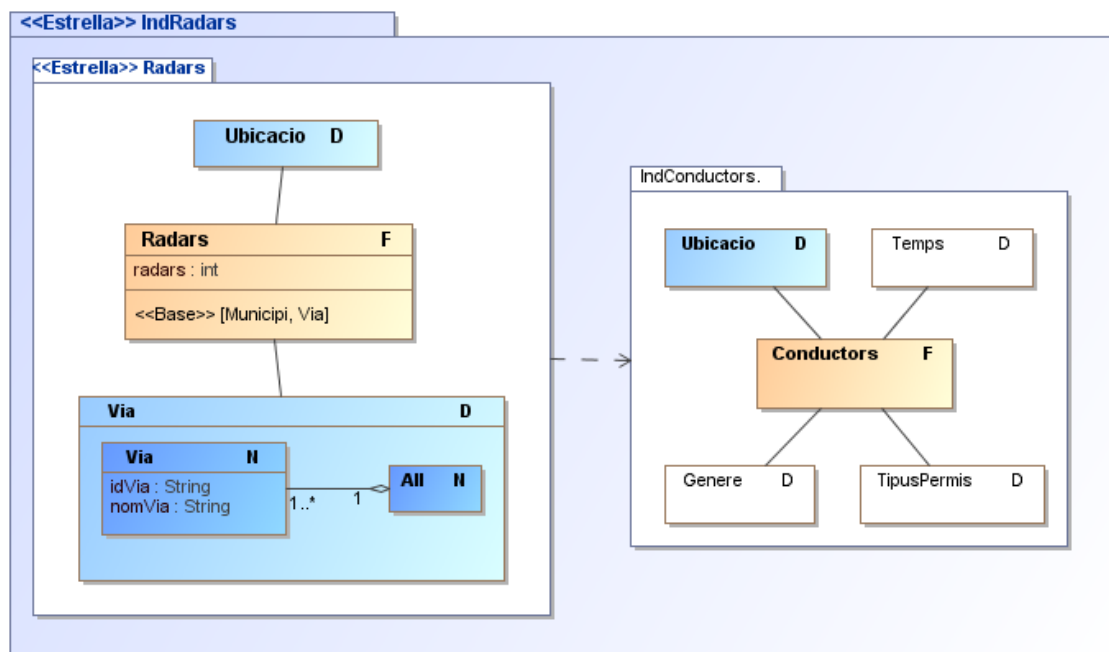 <<Estrella>> IndRadars
<<Estrella>> Radars
Ubicacio D
Radars F
radars : int
<<Base>> [Municipi, Via]
Via D
Via N
idVia : String
nomVia : String
1..*
1
All N
IndConductors.
Ubicacio D
Temps D
Conductors F
Genere D
TipusPermis D